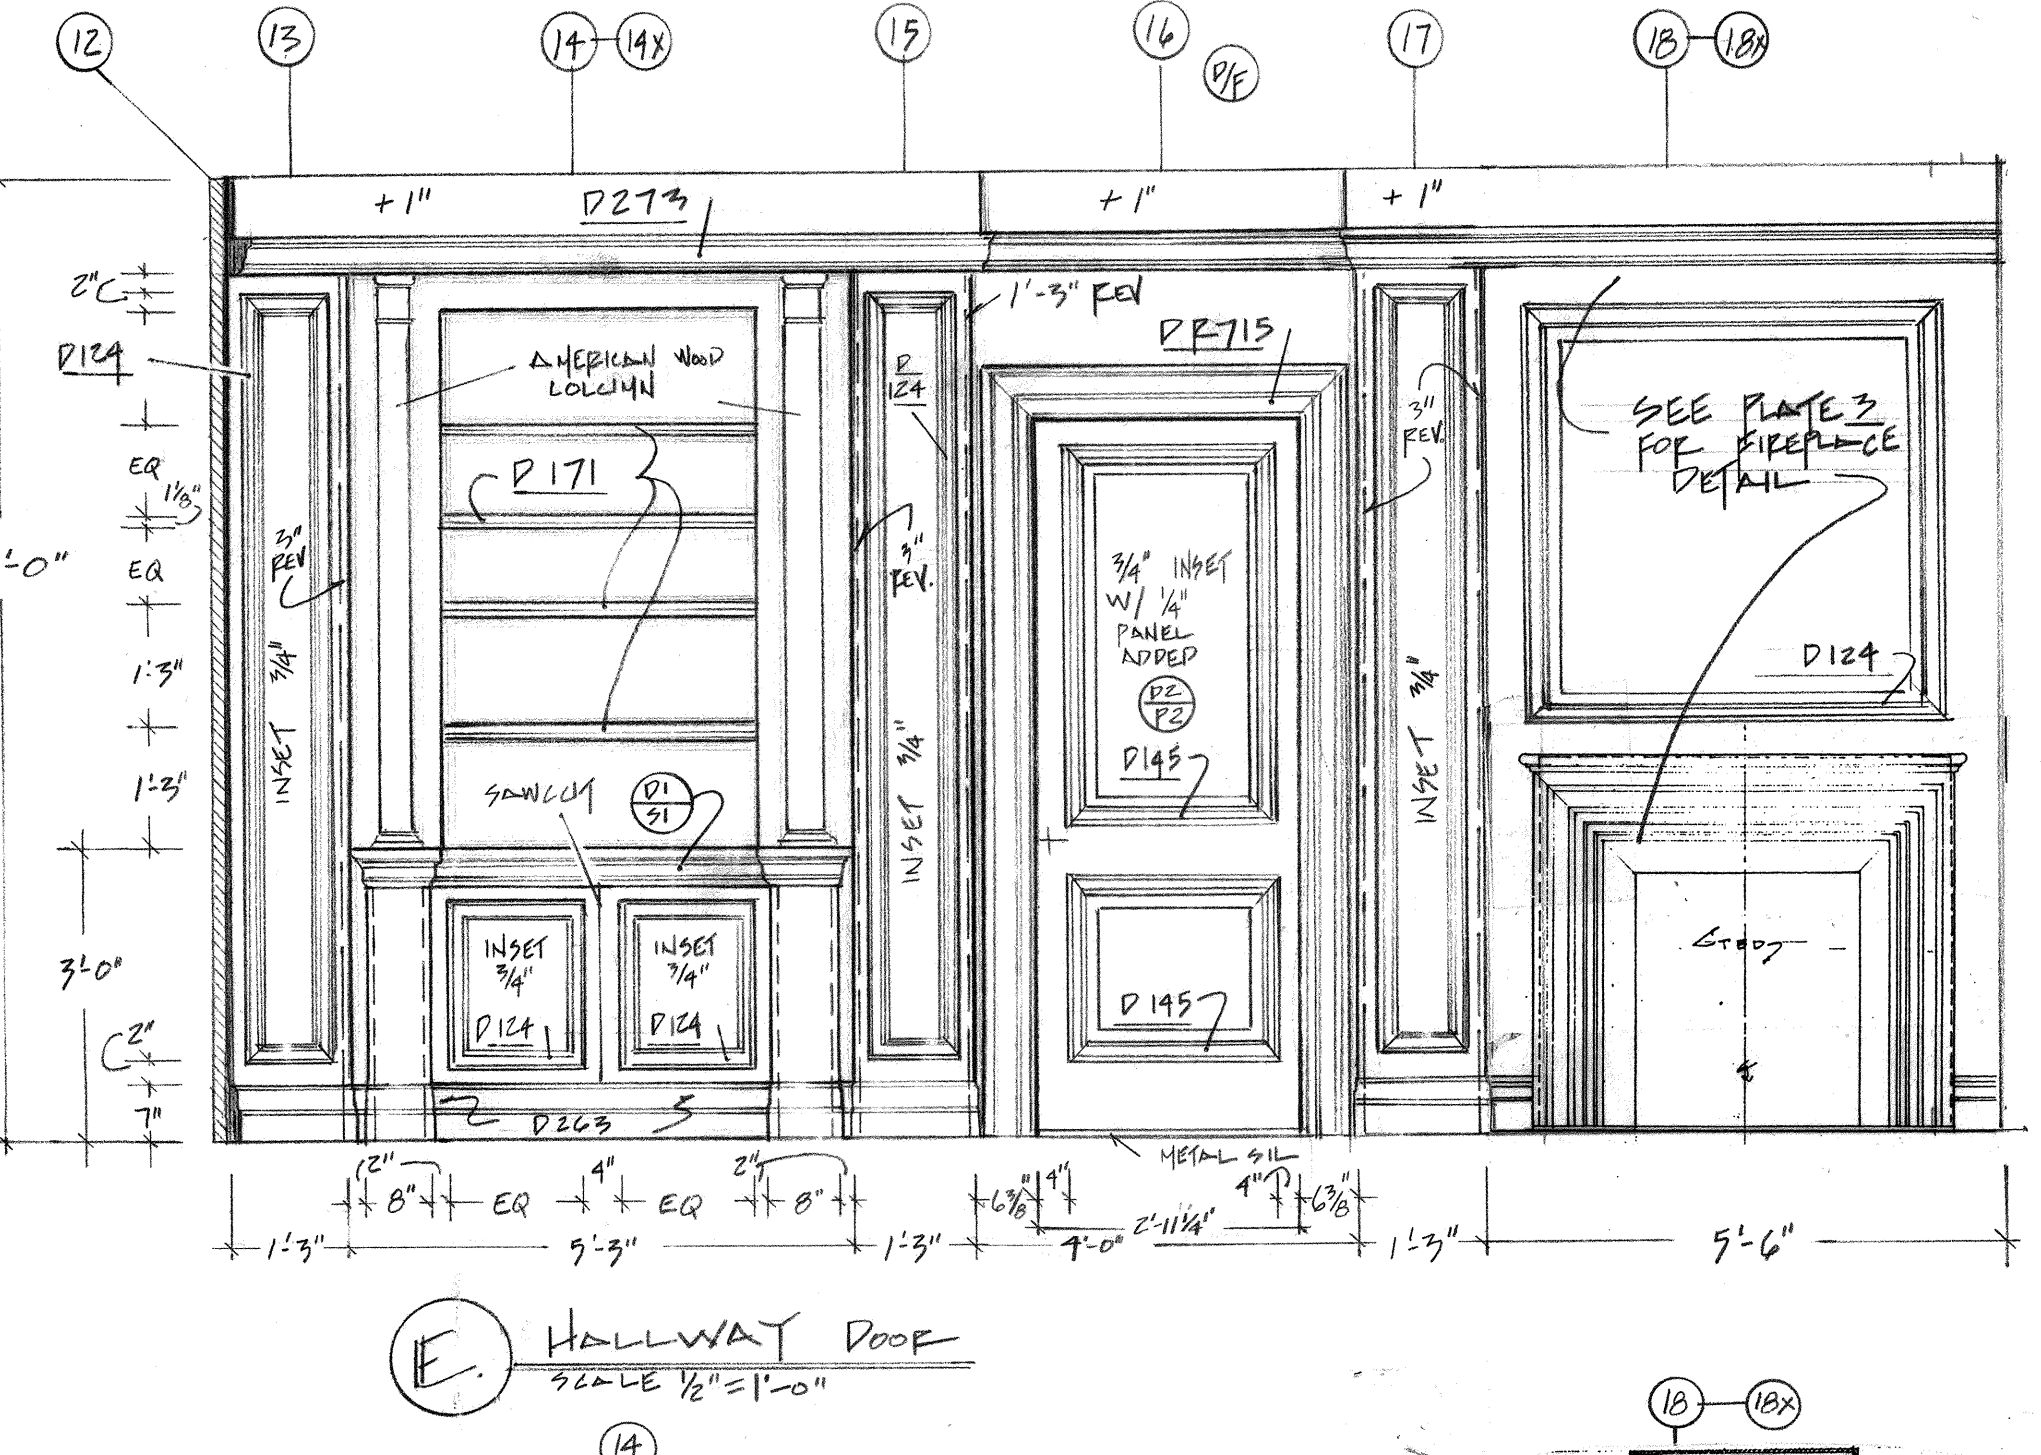 12
13
14 - 14X
15
16
D/F
17
18 - 18X
+ 1"
D273
+ 1"
+ 1"
2"
D124
1'-3" REV
DR715
AMERICAN WOOD
COLUMN
D
124
3"
REV.
SEE PLATE 3
FOR FIREPLACE
DETAIL
EQ
1 1/8"
D171
3"
REV
3"
REV.
'-0"
EQ
3/4" INSET
W/ 1/4"
PANEL
ADDED
D2
P2
D124
1'-3"
INSET 3/4"
INSET 3/4"
INSET 3/4"
D145
1'-3"
SAWCUT
D1
S1
3'-0"
INSET
3/4"
D124
INSET
3/4"
D124
D145
2"
7"
D263
METAL SIL
2"
4"
2"
4"
4"
8"
EQ
EQ
8"
6 3/8"
6 3/8"
2'-11 1/4"
1'-3"
5'-3"
1'-3"
4'-0"
1'-3"
5'-6"
E.
HALLWAY DOOR
SCALE 1/2" = 1'-0"
18 - 18X
14